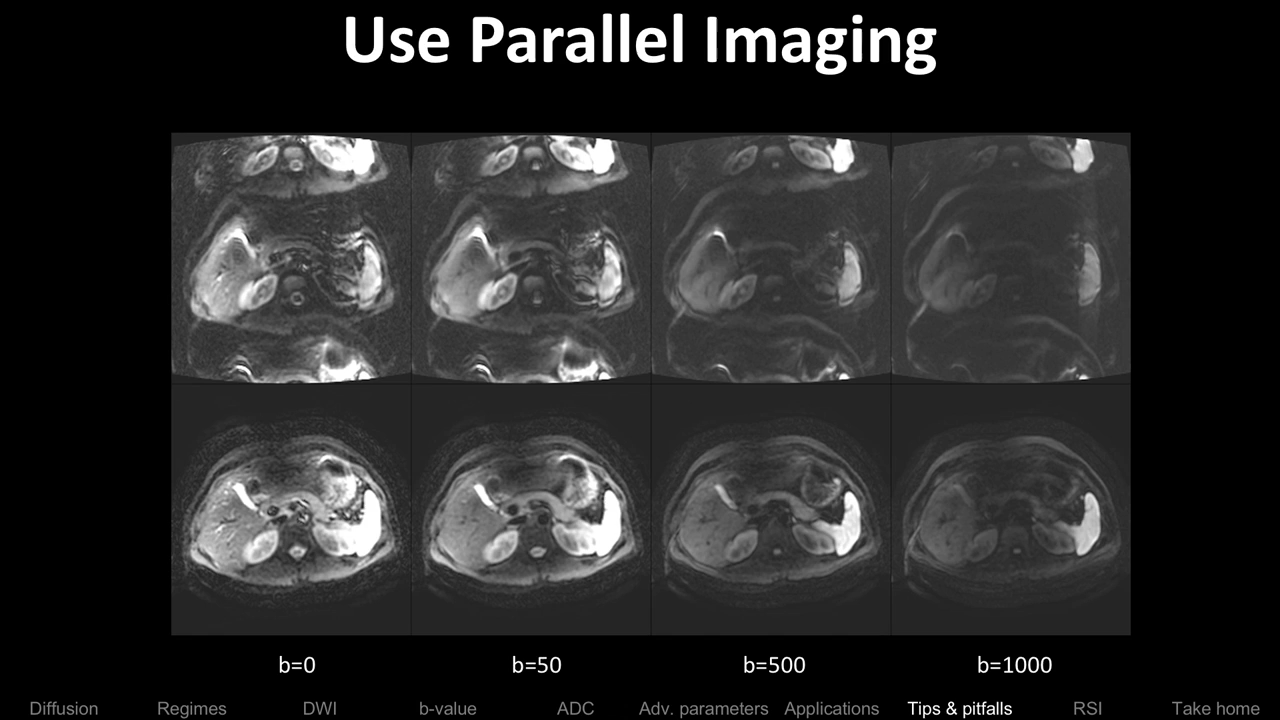 Use Parallel Imaging
b=0 b=50 b=500 b=1000
Diffusion Regimes DWI b-value ADC Adv. parameters Applications Tips & pitfalls RSI Take home